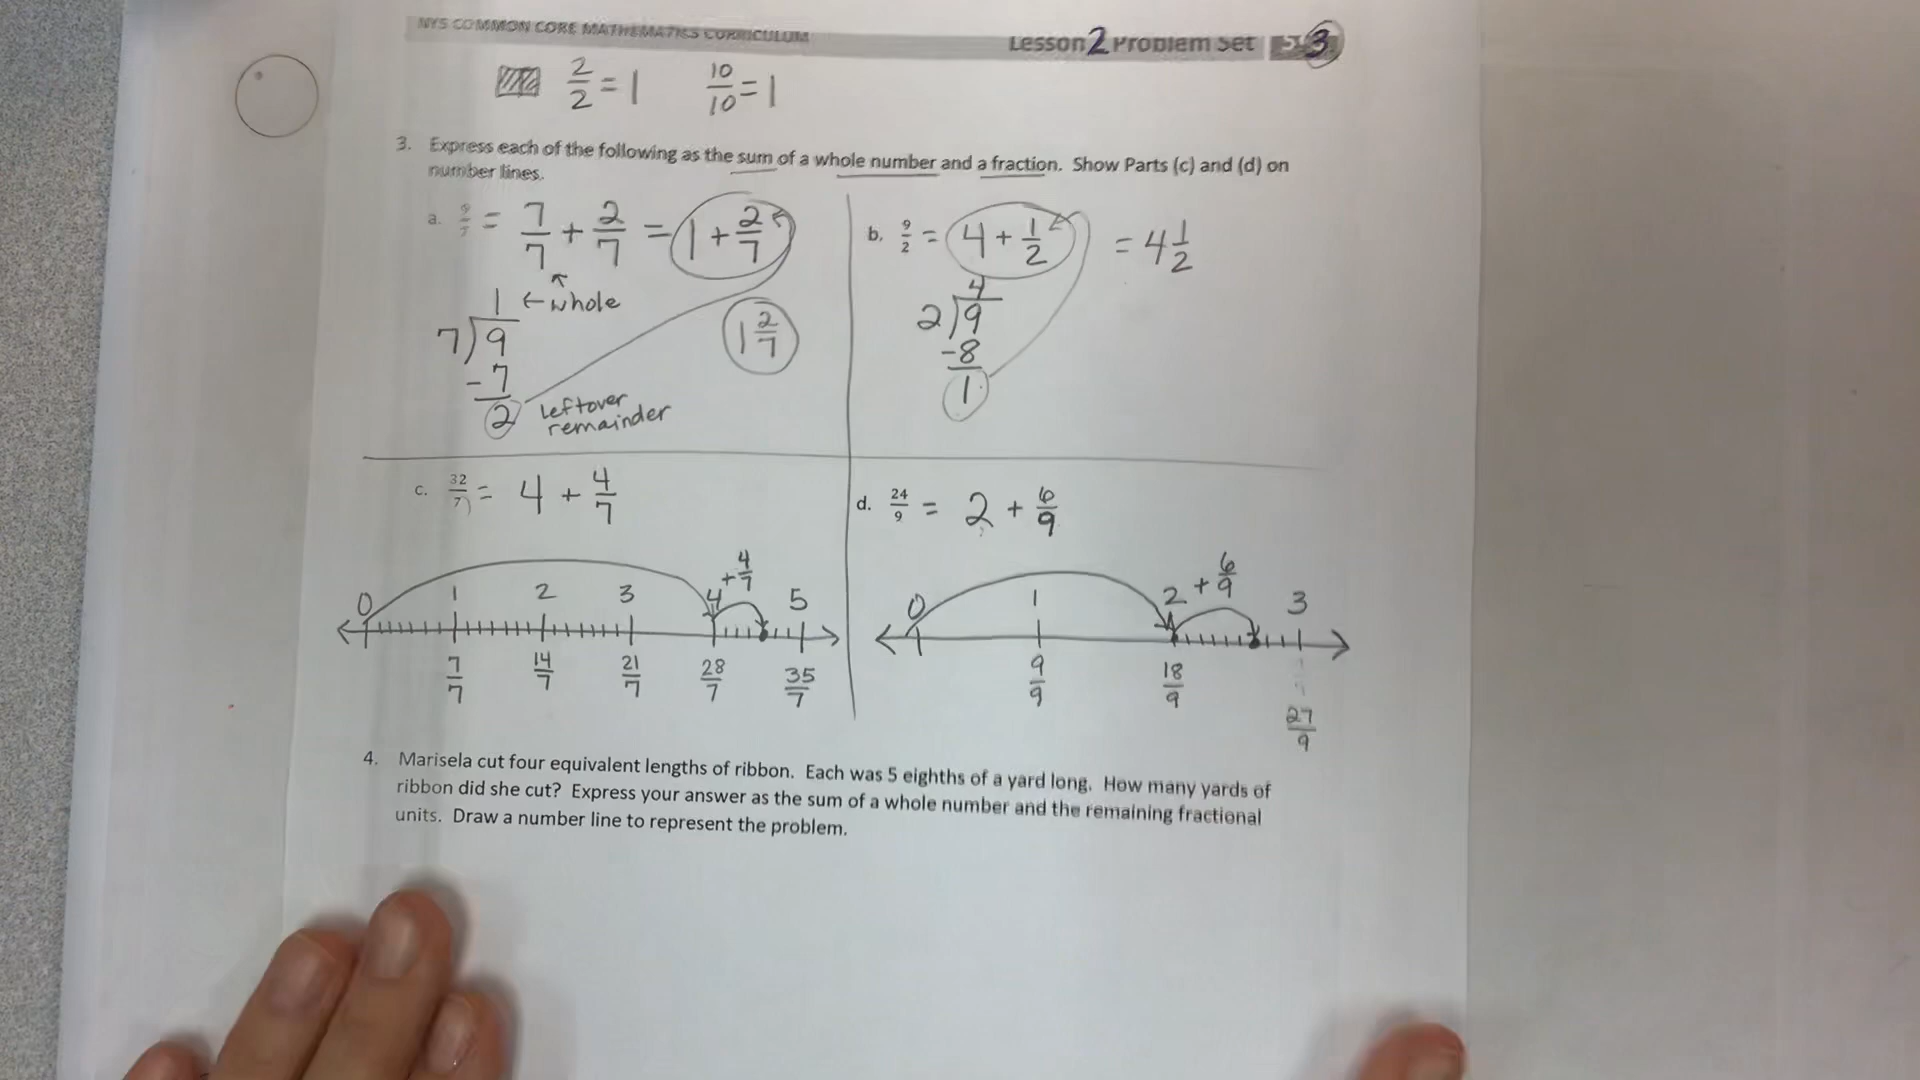 NYS COMMON CORE MATHEMATICS CURRICULUM
Lesson 2 Problem Set 3
2/2 = 1 10/10 = 1
3. Express each of the following as the sum of a whole number and a fraction. Show Parts (c) and (d) on
number lines.
a. 9/7 = 7/7 + 2/7 = 1 + 2/7
1 ← whole
7)9
1 2/7
-7
2 leftover
remainder
b. 9/2 = 4 + 1/2 = 4 1/2
4
2)9
-8
1
c. 32/7 = 4 + 4/7
+4/7
0 1 2 3 4 5
7/7 14/7 21/7 28/7 35/7
d. 24/9 = 2 + 6/9
0 1 2 + 6/9 3
9/9 18/9 27/9
4. Marisela cut four equivalent lengths of ribbon. Each was 5 eighths of a yard long. How many yards of
ribbon did she cut? Express your answer as the sum of a whole number and the remaining fractional
units. Draw a number line to represent the problem.